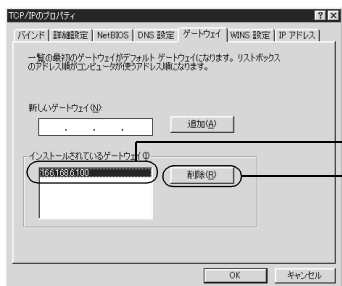 TCP/IPのプロパティ
バインド 詳細設定 NetBIOS DNS 設定 ゲートウェイ WINS 設定 IP アドレス
一覧の最初のゲートウェイがデフォルト ゲートウェイになります。リストボックス
のアドレス順がコンピュータが使うアドレス順になります。
新しいゲートウェイ(N):
. . . 追加(A)
インストールされているゲートウェイ(I)
166.168.6.100 削除(R)
OK キャンセル